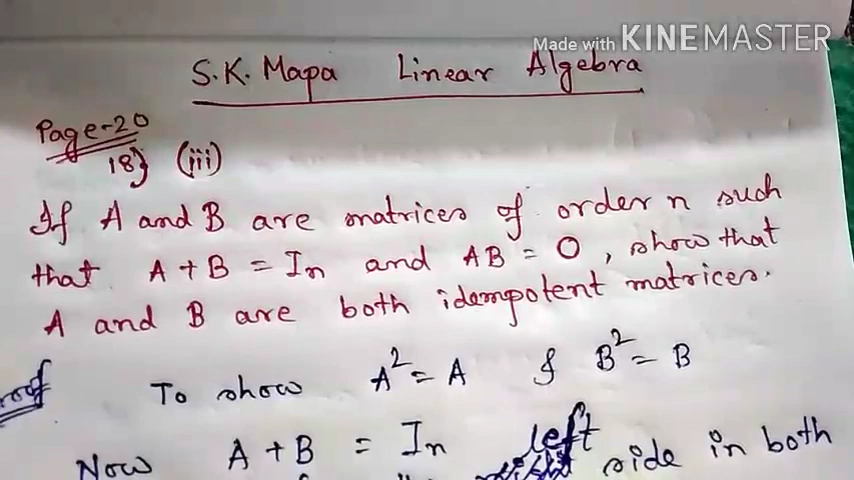 Made with KINEMASTER
S.K. Mapa Linear Algebra
Page-20
18) (iii)
If A and B are matrices of order n such
that A + B = In and AB = O, show that
A and B are both idempotent matrices.
To show A² = A & B² = B
left
Now A + B = In side in both